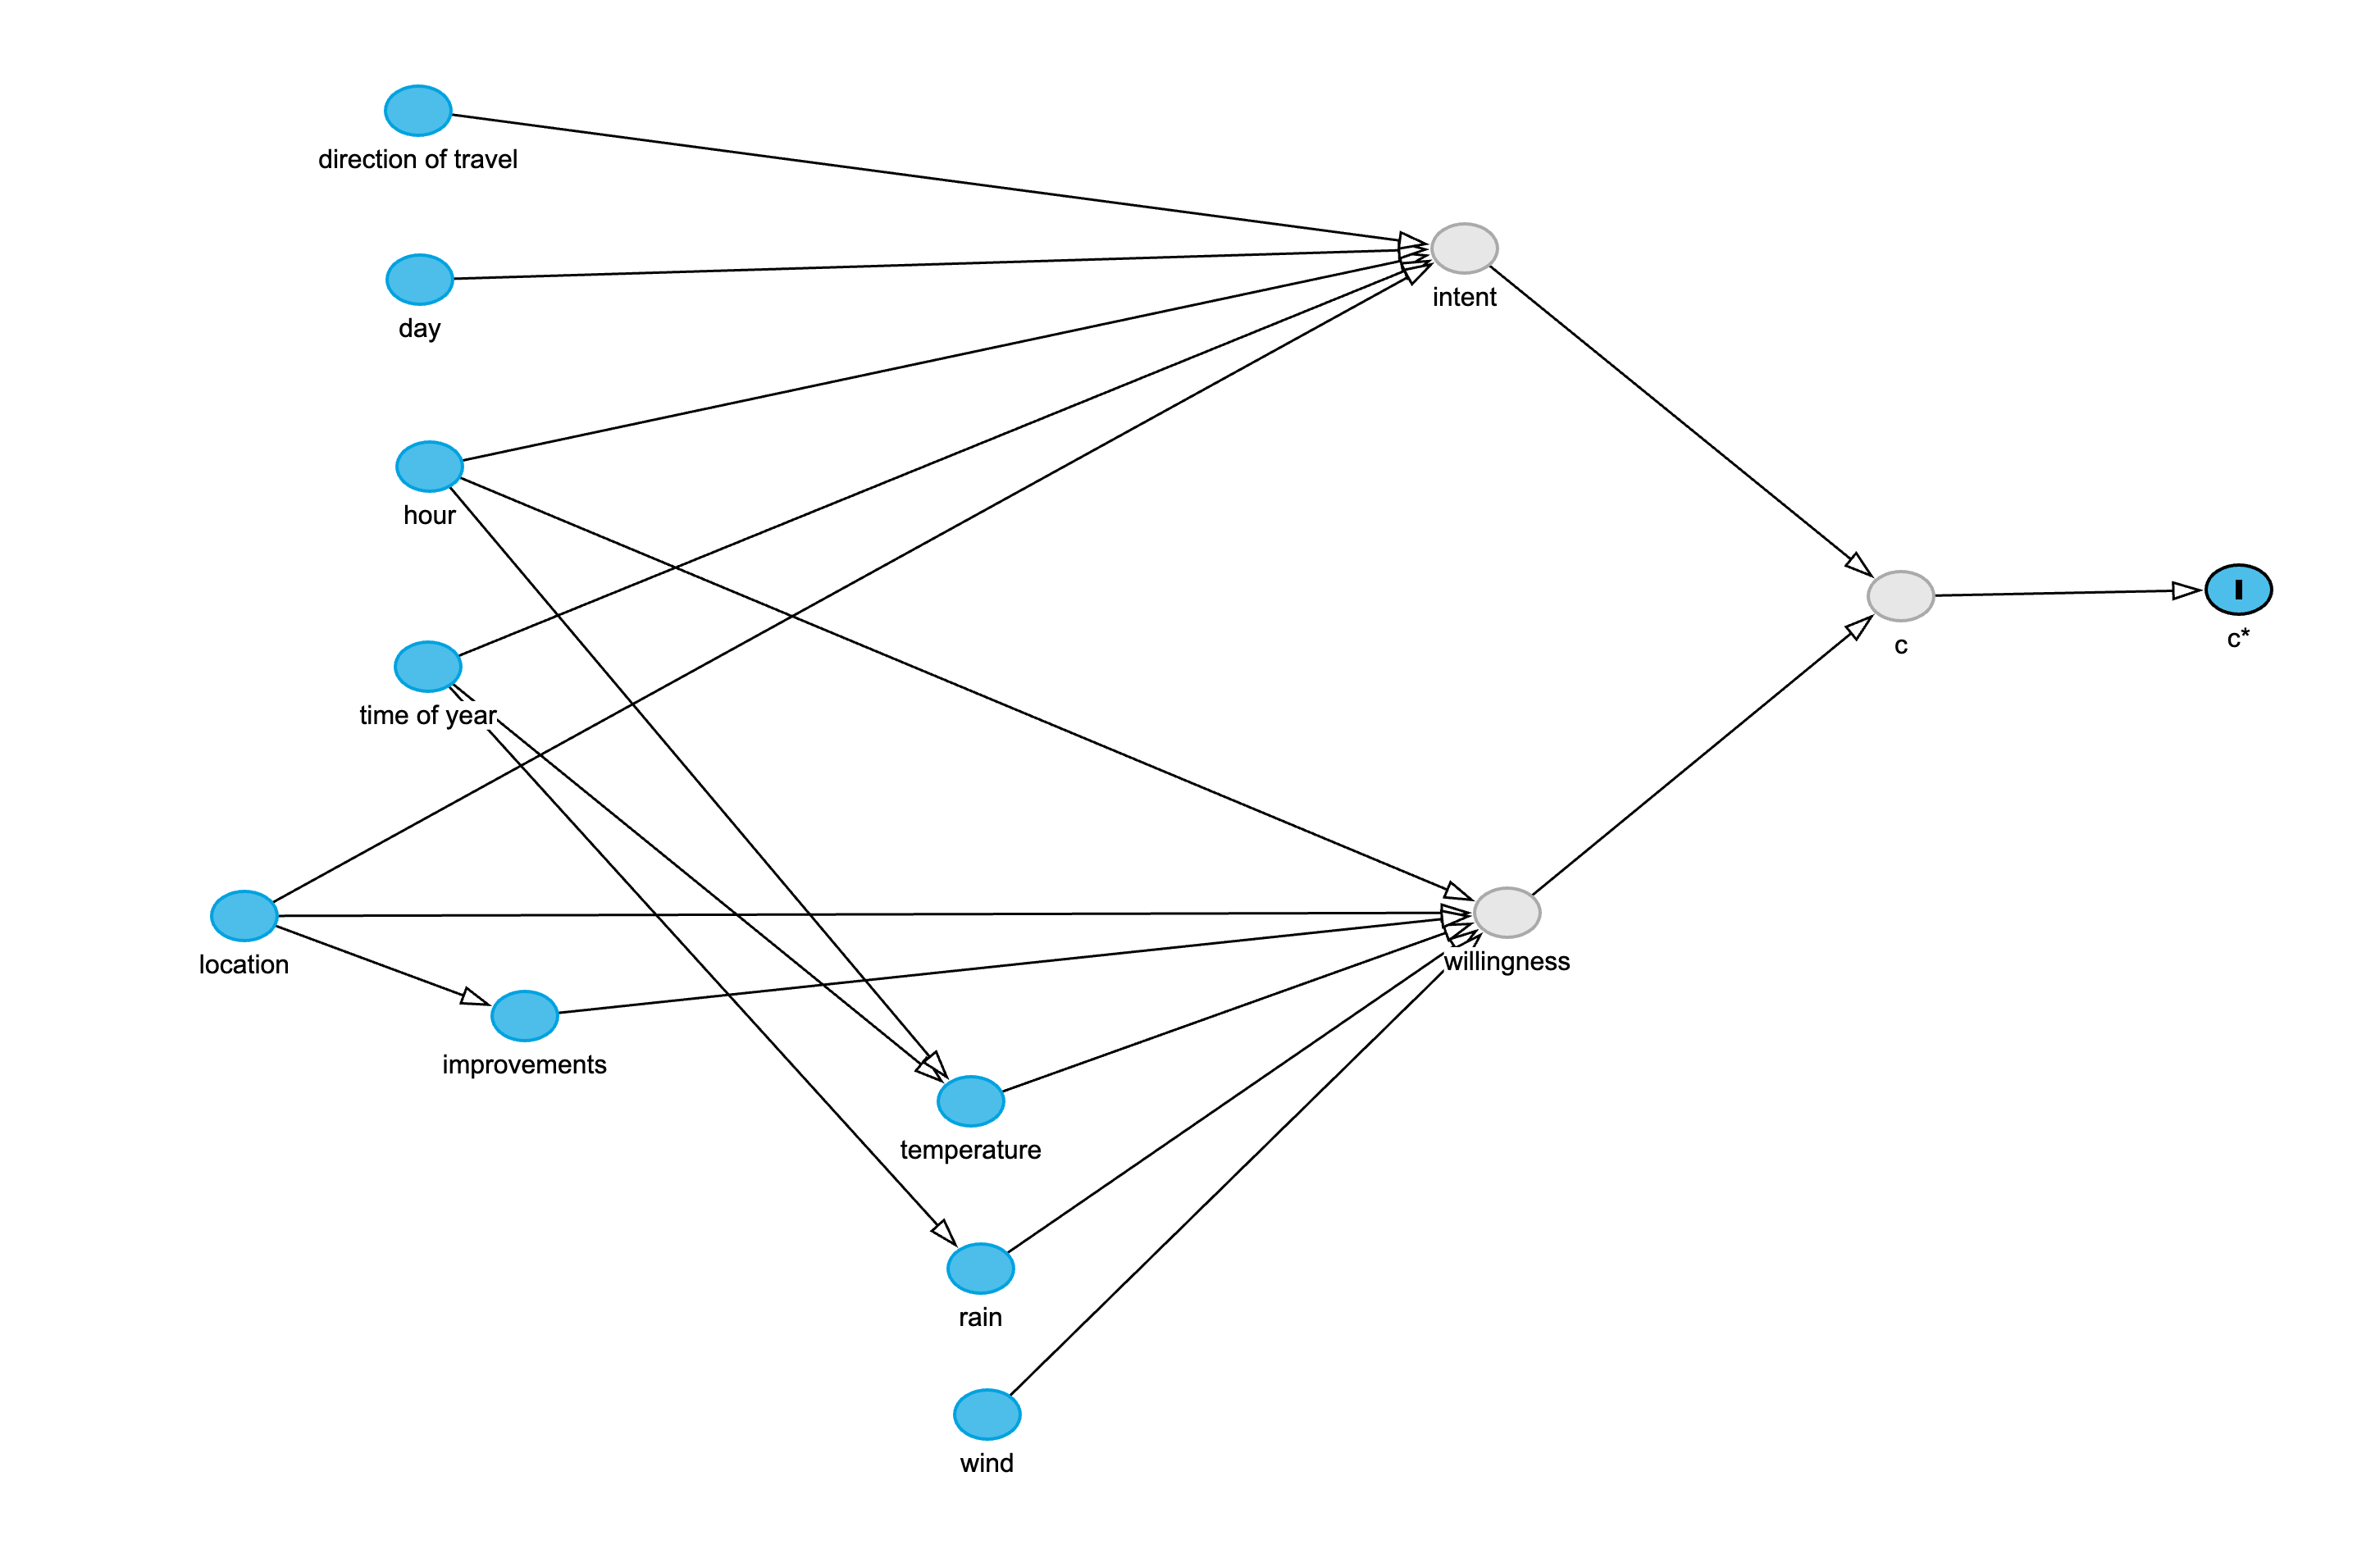 direction of travel
day
intent
hour
time of year
c
c*
location
willingness
improvements
temperature
rain
wind